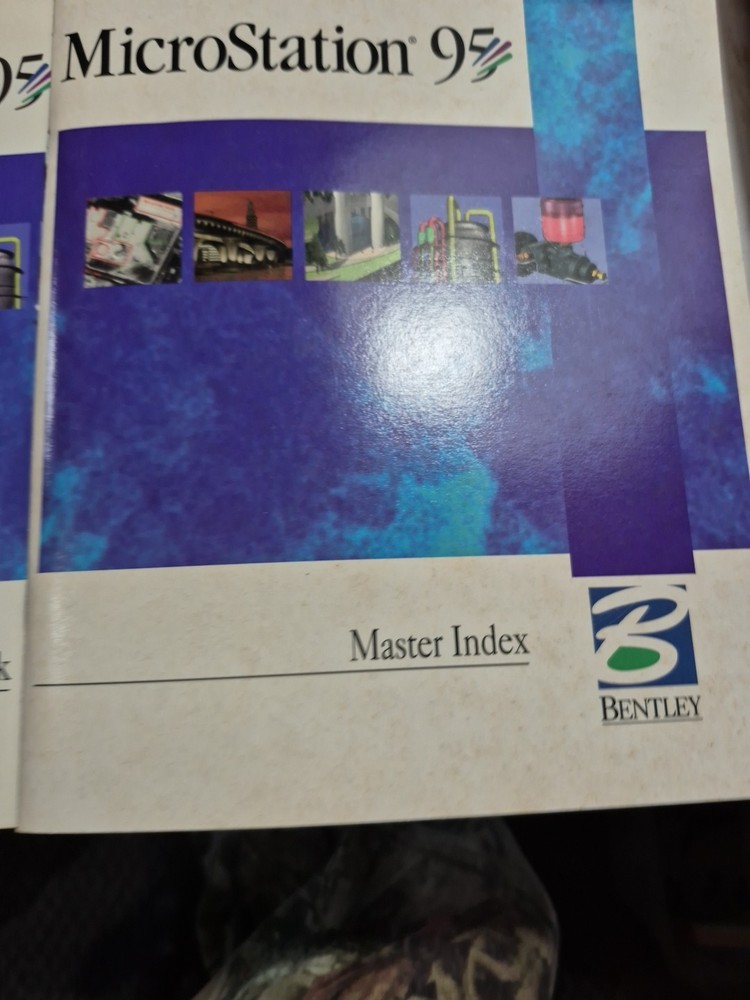 MicroStation® 95
Master Index
BENTLEY